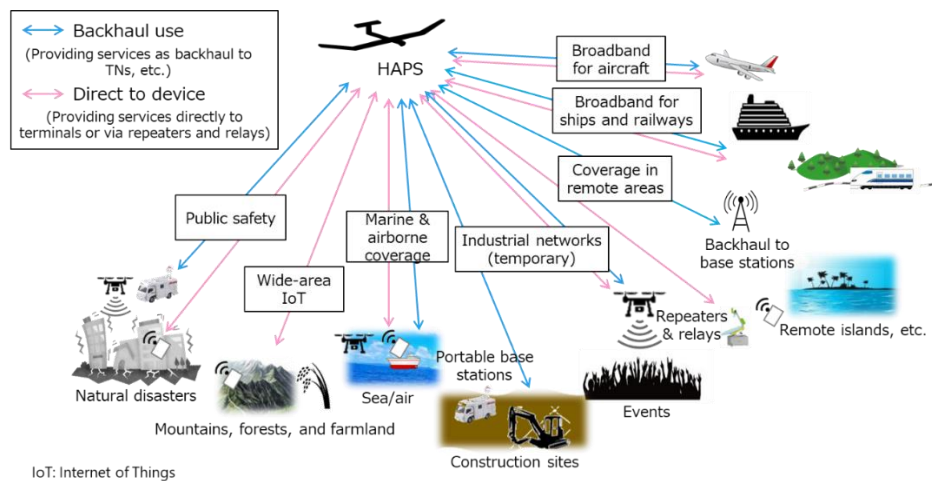 Backhaul use
(Providing services as backhaul to
TNs, etc.)
Direct to device
(Providing services directly to
terminals or via repeaters and relays)
HAPS
Broadband
for aircraft
Broadband for
ships and railways
Coverage in
remote areas
Public safety
Marine &
airborne
coverage
Industrial networks
(temporary)
Backhaul to
base stations
Wide-area
IoT
Repeaters
& relays
Remote islands, etc.
Portable base
stations
Natural disasters
Sea/air
Events
Mountains, forests, and farmland
Construction sites
IoT: Internet of Things